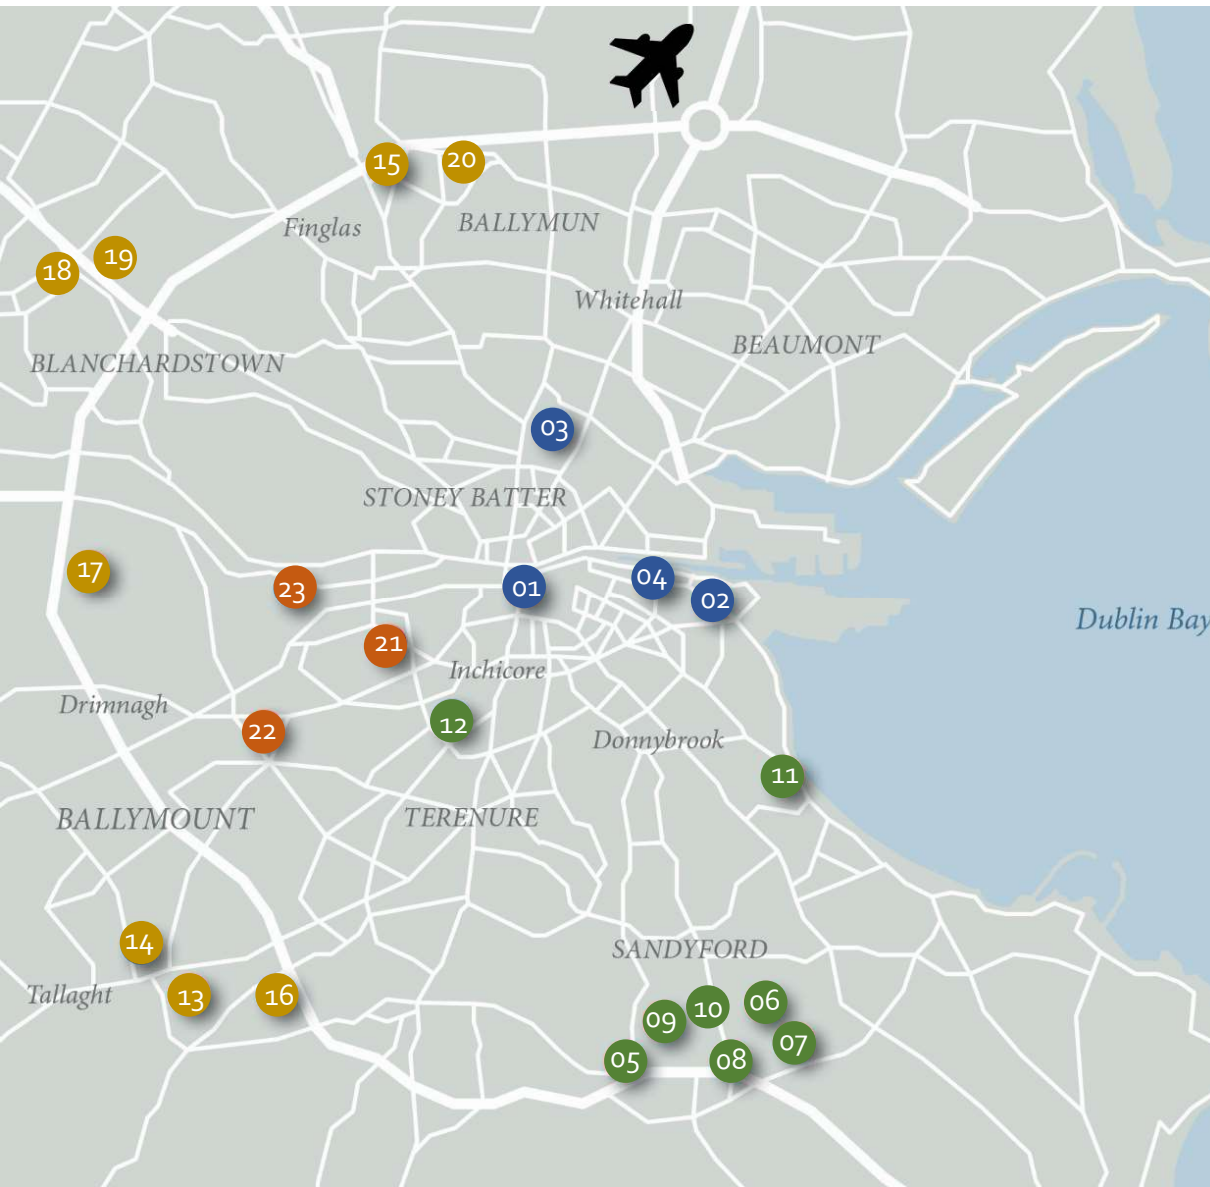 15
20
Finglas
BALLYMUN
19
18
Whitehall
BEAUMONT
BLANCHARDSTOWN
03
STONEY BATTER
17
23
01
04
02
Dublin Bay
21
Inchicore
Drimnagh
12
22
Donnybrook
11
BALLYMOUNT
TERENURE
14
SANDYFORD
Tallaght
13
16
09
10
06
07
05
08